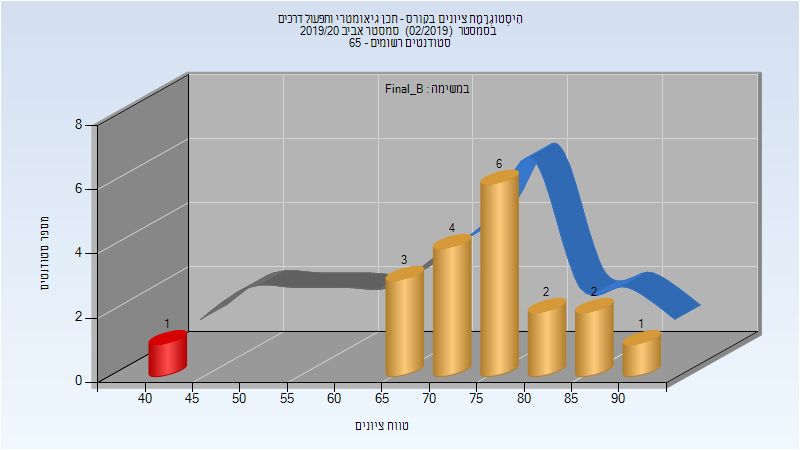 הִיסטוגרָמַת ציונים בקורס - תכן גיאומטרי ותפעול דרכים
בסמסטר (02/2019) סמסטר אביב 2019/20
סטודנטים רשומים - 65
במשימה : Final_B
8
6
4
2
0
מספר סטודנטים
1
3
4
6
2
2
1
40 45 50 55 60 65 70 75 80 85 90
טווח ציונים